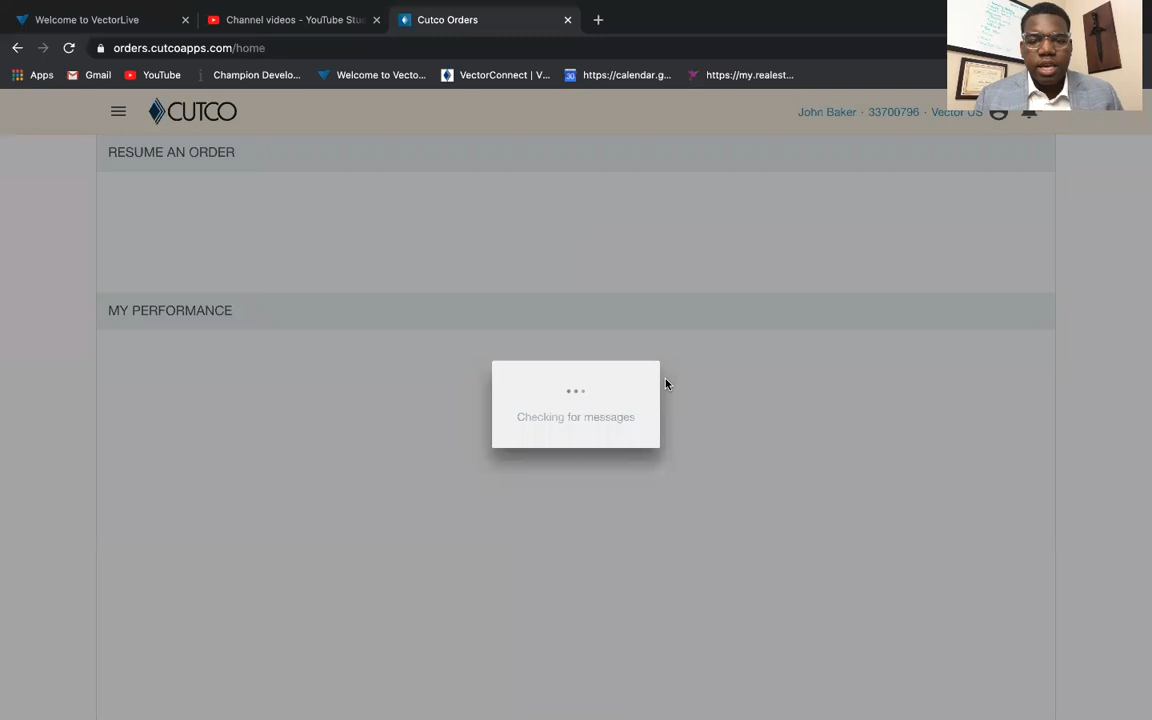 Welcome to VectorLive
Channel videos - YouTube Stu
Cutco Orders
orders.cutcoapps.com/home
Apps
Gmail
YouTube
Champion Develo...
Welcome to Vecto...
VectorConnect | V...
https://calendar.g...
https://my.realest...
CUTCO
John Baker · 33700796 · Vector US
RESUME AN ORDER
MY PERFORMANCE
Checking for messages